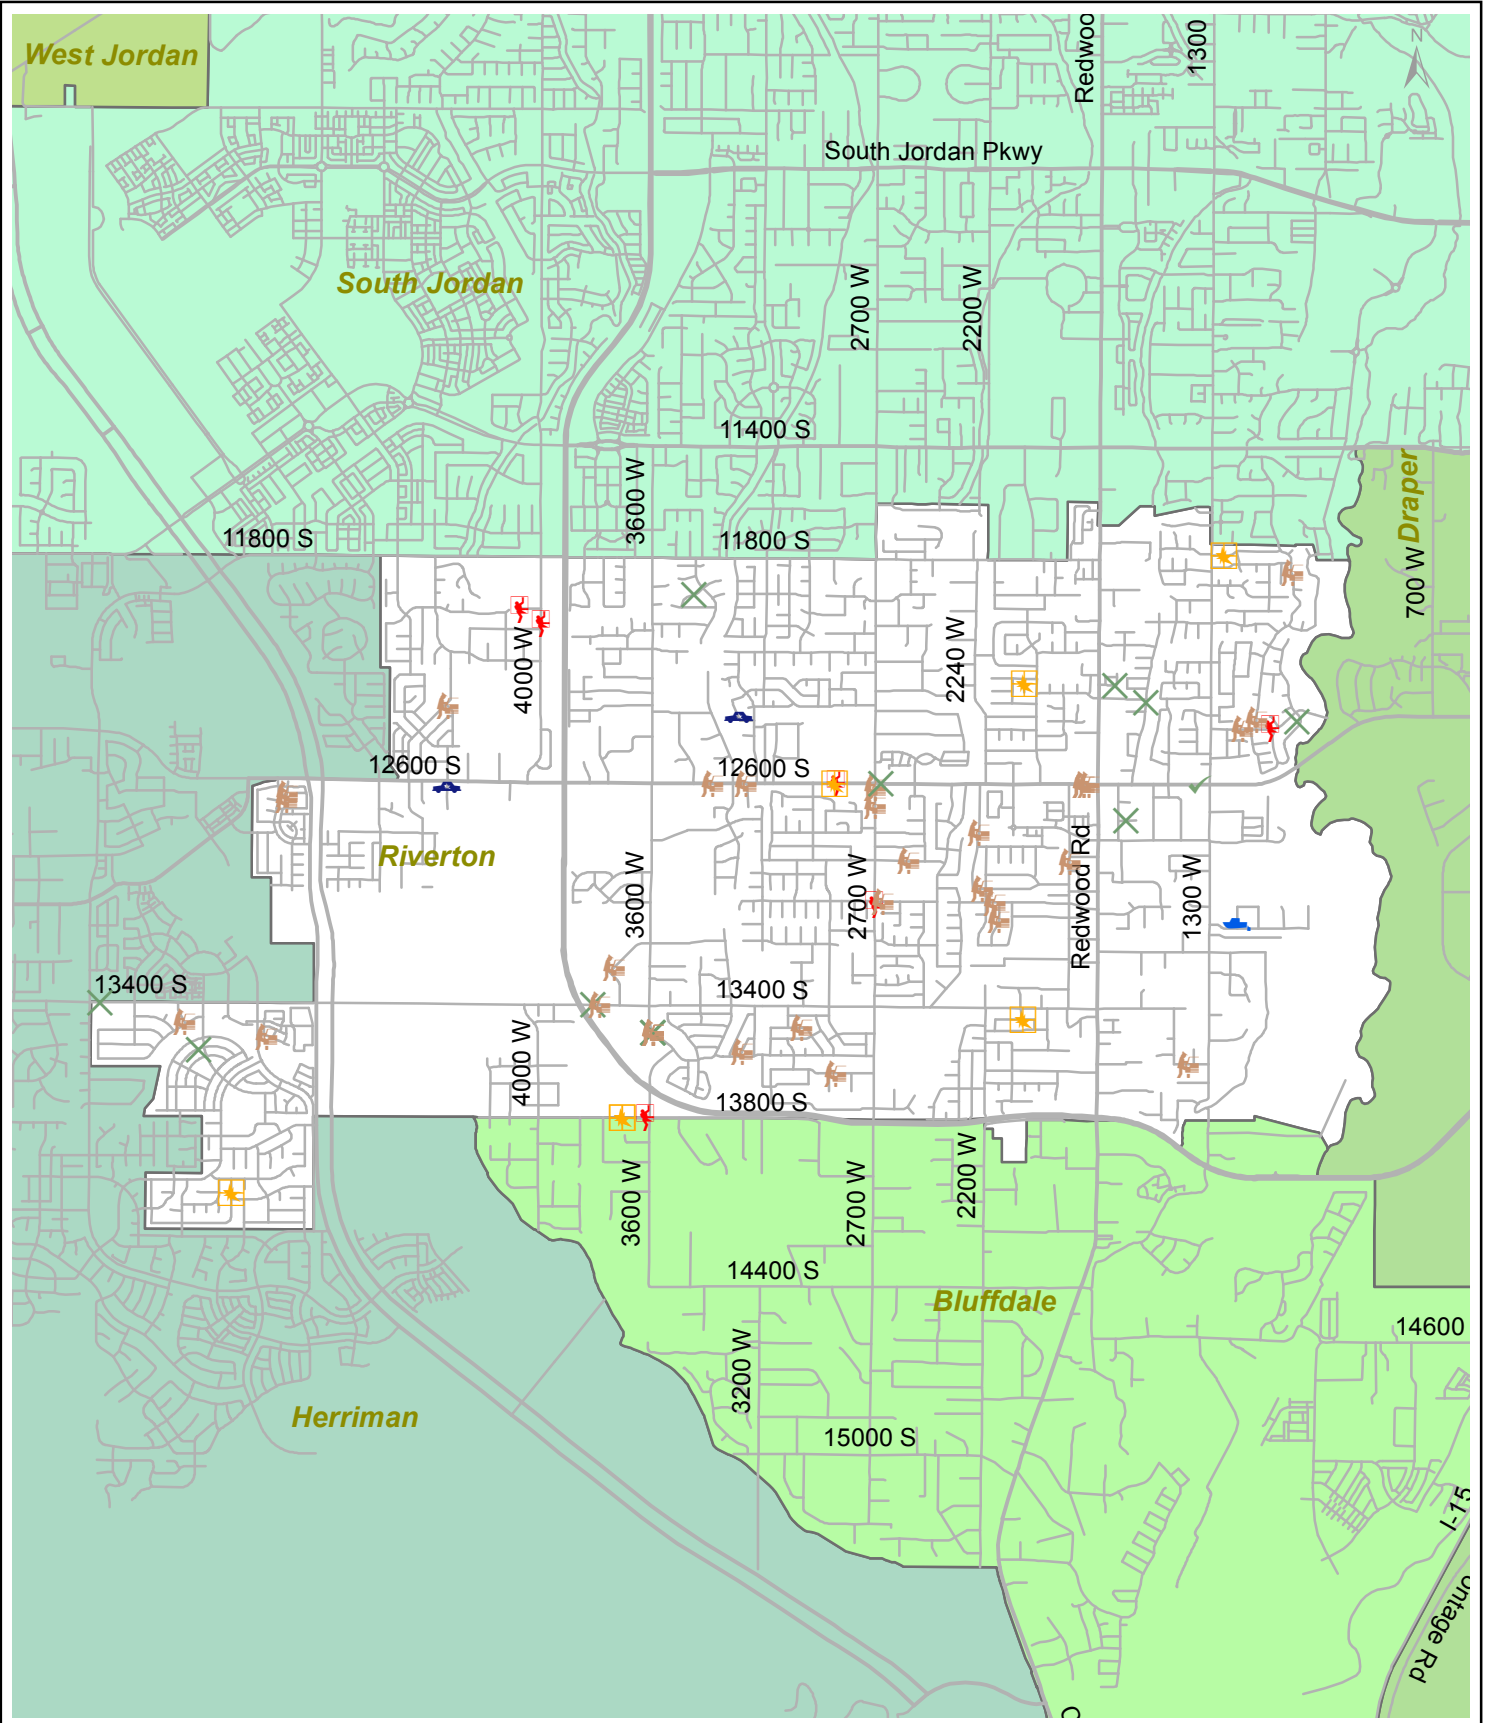 West Jordan
Redwoo
1300
N
South Jordan Pkwy
South Jordan
2700 W
2200 W
11400 S
3600 W
Draper
11800 S
11800 S
700 W
4000 W
2240 W
12600 S
12600 S
Riverton
3600 W
2700 W
Redwood Rd
1300 W
13400 S
13400 S
4000 W
13800 S
3600 W
2700 W
2200 W
14400 S
Bluffdale
14600
3200 W
Herriman
15000 S
I-15
ontage Rd